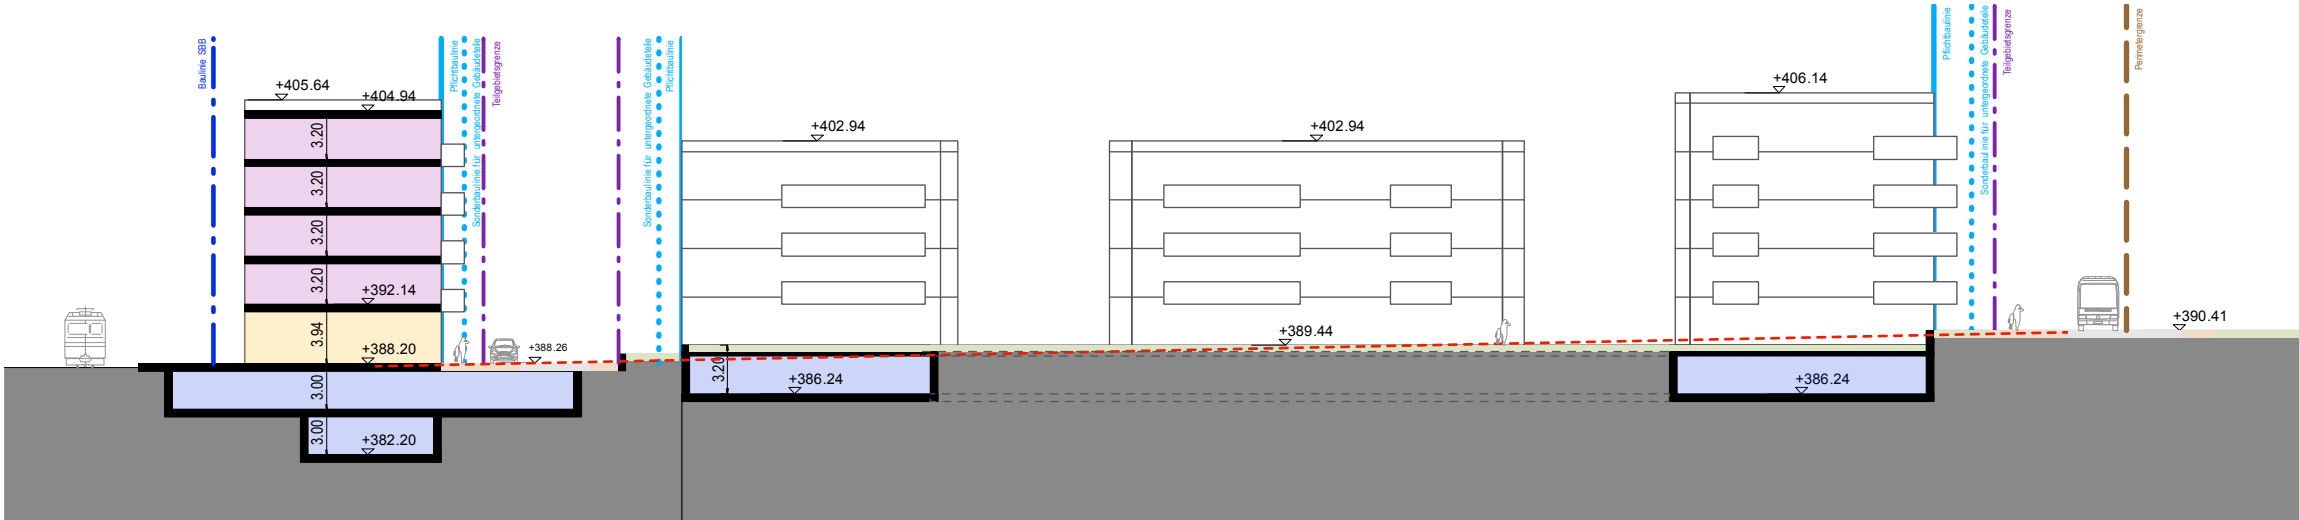 Baulinie SBB
+405.64
+404.94
3.20
3.20
3.20
3.20
+392.14
3.94
+388.20
3.00
3.00
+382.20
Pflichtbaulinie
Sonderbaulinie für untergeordnete Gebäudeteile
Teilgebietsgrenze
+388.26
Sonderbaulinie für untergeordnete Gebäudeteile
Pflichtbaulinie
+402.94
3.20
+386.24
+402.94
+389.44
+406.14
+386.24
Pflichtbaulinie
Sonderbaulinie für untergeordnete Gebäudeteile
Teilgebietsgrenze
Perimetergrenze
+390.41